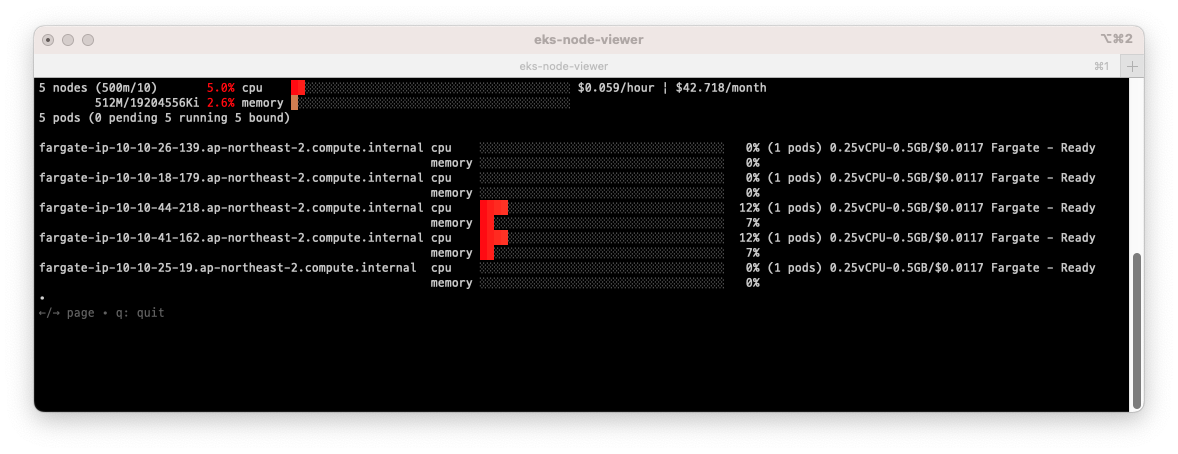 eks-node-viewer
⌥⌘2
eks-node-viewer
⌘1
5 nodes (500m/10) 5.0% cpu $0.059/hour | $42.718/month
512M/19204556Ki 2.6% memory
5 pods (0 pending 5 running 5 bound)
fargate-ip-10-10-26-139.ap-northeast-2.compute.internal cpu 0% (1 pods) 0.25vCPU-0.5GB/$0.0117 Fargate - Ready
memory 0%
fargate-ip-10-10-18-179.ap-northeast-2.compute.internal cpu 0% (1 pods) 0.25vCPU-0.5GB/$0.0117 Fargate - Ready
memory 0%
fargate-ip-10-10-44-218.ap-northeast-2.compute.internal cpu 12% (1 pods) 0.25vCPU-0.5GB/$0.0117 Fargate - Ready
memory 7%
fargate-ip-10-10-41-162.ap-northeast-2.compute.internal cpu 12% (1 pods) 0.25vCPU-0.5GB/$0.0117 Fargate - Ready
memory 7%
fargate-ip-10-10-25-19.ap-northeast-2.compute.internal cpu 0% (1 pods) 0.25vCPU-0.5GB/$0.0117 Fargate - Ready
memory 0%
•
←/→ page • q: quit